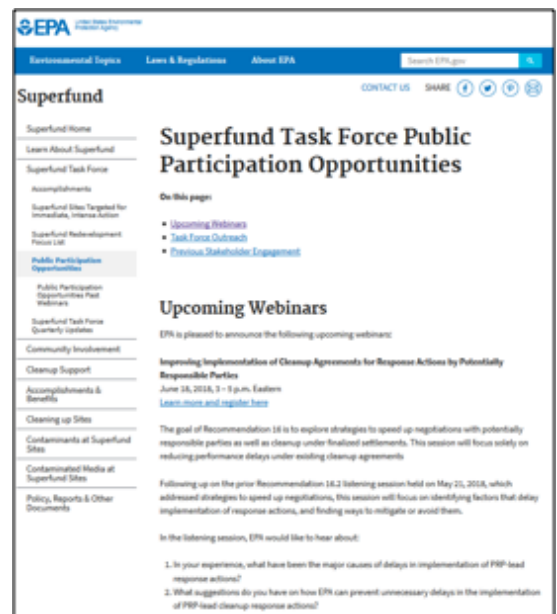 EPA United States Environmental
Protection Agency
Environmental Topics Laws & Regulations About EPA Search EPA.gov
CONTACT US SHARE
Superfund
Superfund Home
Learn About Superfund
Superfund Task Force
Accomplishments
Superfund Sites Targeted for
Immediate, Intense Action
Superfund Redevelopment
Focus List
Public Participation
Opportunities
Public Participation
Opportunities Past
Webinars
Superfund Task Force
Quarterly Updates
Community Involvement
Cleanup Support
Accomplishments &
Benefits
Cleaning up Sites
Contaminants at Superfund
Sites
Contaminated Media at
Superfund Sites
Policy, Reports & Other
Documents
Superfund Task Force Public
Participation Opportunities
On this page:
Upcoming Webinars
Task Force Outreach
Previous Stakeholder Engagement
Upcoming Webinars
EPA is pleased to announce the following upcoming webinars:
Improving Implementation of Cleanup Agreements for Response Actions by Potentially
Responsible Parties
June 18, 2018, 3 – 5 p.m. Eastern
Learn more and register here
The goal of Recommendation 16 is to explore strategies to speed up negotiations with potentially
responsible parties as well as cleanup under finalized settlements. This session will focus solely on
reducing performance delays under existing cleanup agreements
Following up on the prior Recommendation 16.2 listening session held on May 21, 2018, which
addressed strategies to speed up negotiations, this session will focus on identifying factors that delay
implementation of response actions, and finding ways to mitigate or avoid them.
In the listening session, EPA would like to hear about:
1. In your experience, what have been the major causes of delays in implementation of PRP-lead
response actions?
2. What suggestions do you have on how EPA can prevent unnecessary delays in the implementation
of PRP-lead cleanup response actions?